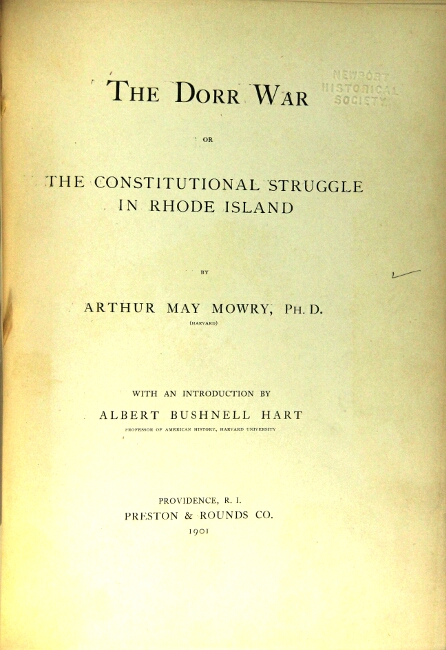 THE DORR WAR
NEWPORT
HISTORICAL
SOCIETY
OR
THE CONSTITUTIONAL STRUGGLE
IN RHODE ISLAND
BY
ARTHUR MAY MOWRY, PH. D.
(HARVARD)
WITH AN INTRODUCTION BY
ALBERT BUSHNELL HART
PROFESSOR OF AMERICAN HISTORY, HARVARD UNIVERSITY
PROVIDENCE, R. I.
PRESTON & ROUNDS CO.
1901